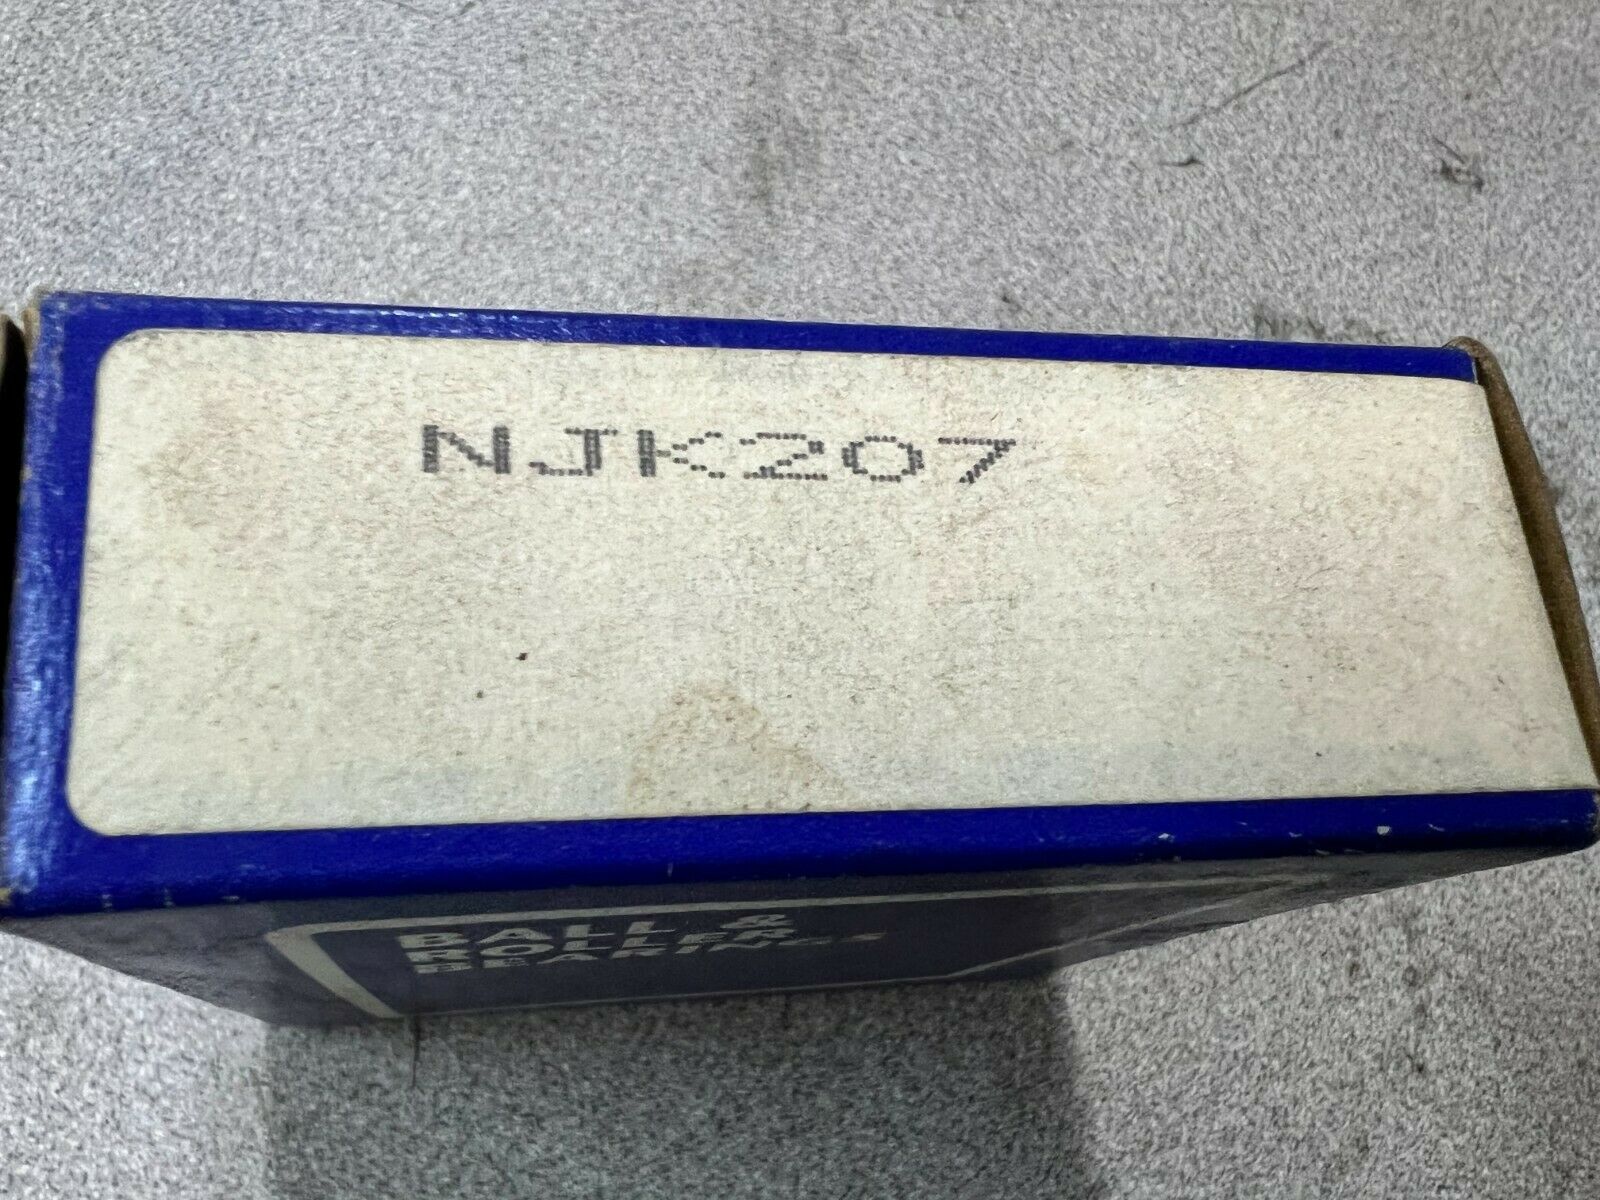 NJK207
BALL &
ROLLER
BEARINGS